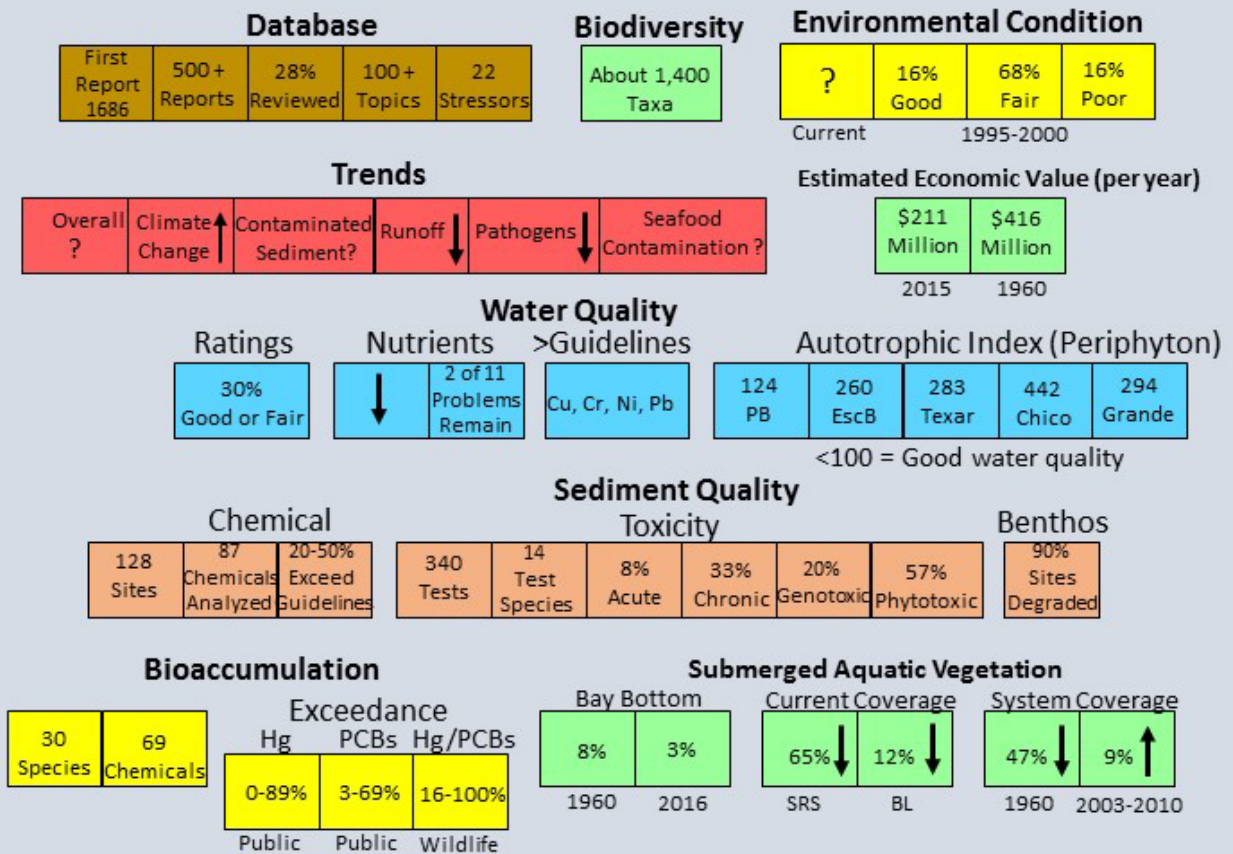 Database
First
Report
1686
500 +
Reports
28%
Reviewed
100 +
Topics
22
Stressors
Biodiversity
About 1,400
Taxa
Environmental Condition
?
16%
Good
68%
Fair
16%
Poor
Current
1995-2000
Trends
Overall
?
Climate
Change
Contaminated
Sediment?
Runoff
Pathogens
Seafood
Contamination ?
Estimated Economic Value (per year)
$211
Million
$416
Million
2015
1960
Water Quality
Ratings
30%
Good or Fair
Nutrients
2 of 11
Problems
Remain
>Guidelines
Cu, Cr, Ni, Pb
Autotrophic Index (Periphyton)
124
PB
260
EscB
283
Texar
442
Chico
294
Grande
<100 = Good water quality
Sediment Quality
Chemical
128
Sites
87
Chemicals
Analyzed
20-50%
Exceed
Guidelines
Toxicity
340
Tests
14
Test
Species
8%
Acute
33%
Chronic
20%
Genotoxic
57%
Phytotoxic
Benthos
90%
Sites
Degraded
Bioaccumulation
30
Species
69
Chemicals
Exceedance
Hg
PCBs
Hg/PCBs
0-89%
3-69%
16-100%
Public
Public
Wildlife
Submerged Aquatic Vegetation
Bay Bottom
8%
3%
1960
2016
Current Coverage
65%
12%
SRS
BL
System Coverage
47%
9%
1960
2003-2010